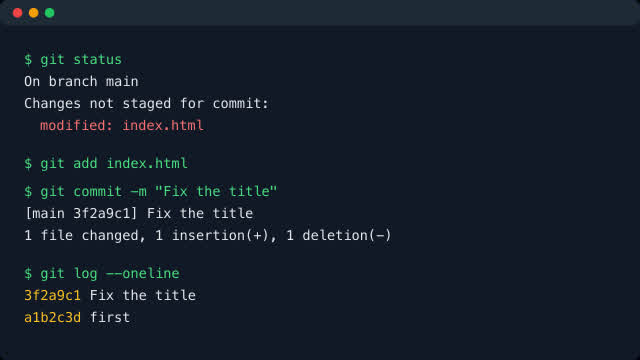 $ git status
On branch main
Changes not staged for commit:
modified: index.html
$ git add index.html
$ git commit -m "Fix the title"
[main 3f2a9c1] Fix the title
1 file changed, 1 insertion(+), 1 deletion(-)
$ git log --oneline
3f2a9c1 Fix the title
a1b2c3d first